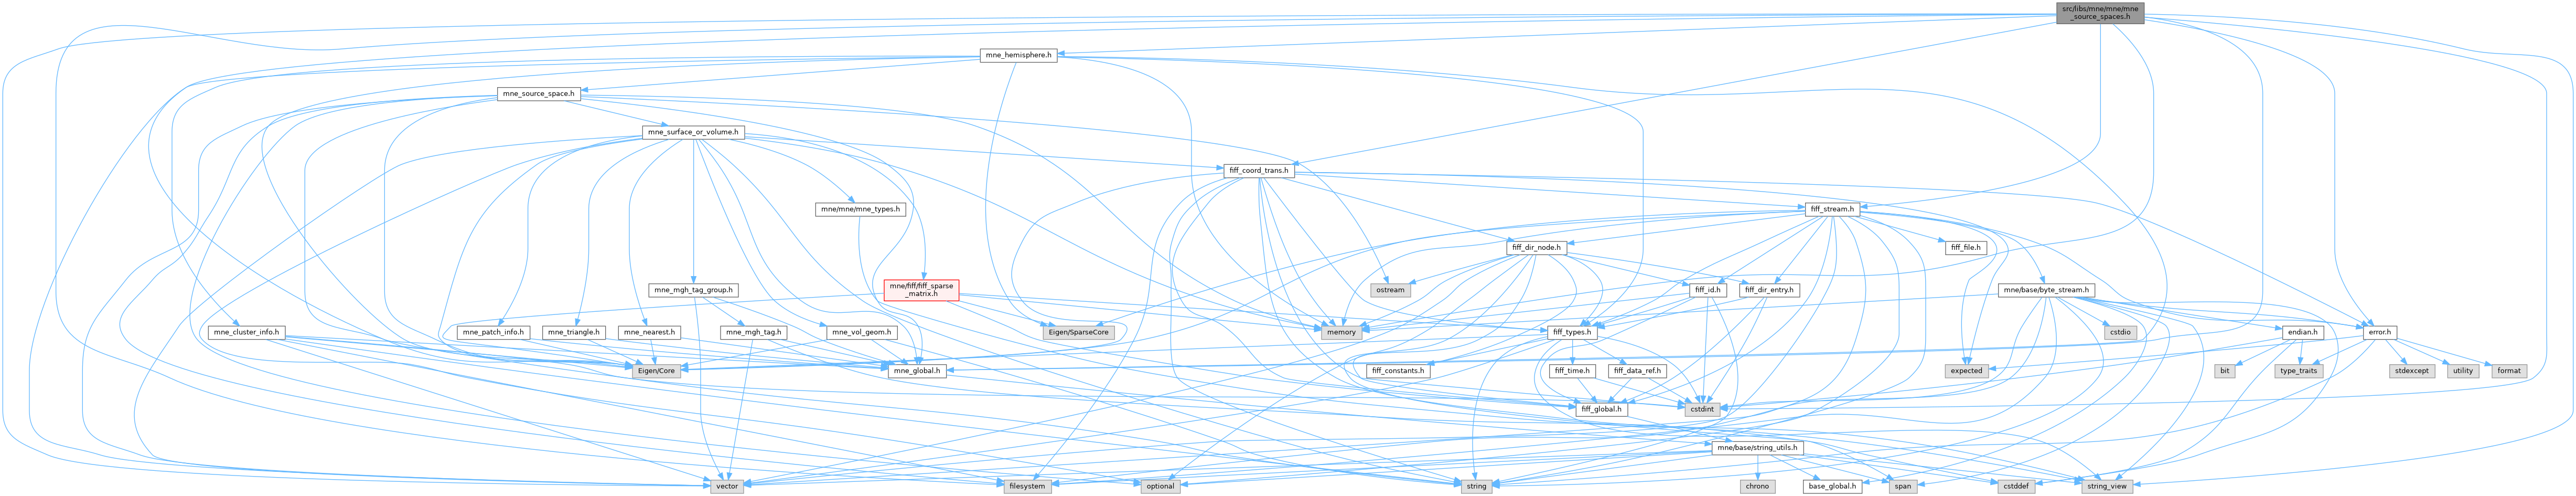 src/libs/mne/mne/mne
_source_spaces.h
mne_hemisphere.h
mne_source_space.h
mne_surface_or_volume.h
fiff_coord_trans.h
mne/mne/mne_types.h
fiff_stream.h
fiff_dir_node.h
fiff_file.h
mne_mgh_tag_group.h
mne/fiff/fiff_sparse
_matrix.h
ostream
fiff_id.h
fiff_dir_entry.h
mne/base/byte_stream.h
mne_cluster_info.h
mne_patch_info.h
mne_triangle.h
mne_nearest.h
mne_mgh_tag.h
mne_vol_geom.h
Eigen/SparseCore
memory
fiff_types.h
cstdio
endian.h
error.h
Eigen/Core
mne_global.h
fiff_constants.h
fiff_time.h
fiff_data_ref.h
expected
bit
type_traits
stdexcept
utility
format
fiff_global.h
cstdint
mne/base/string_utils.h
vector
filesystem
optional
string
chrono
base_global.h
span
cstddef
string_view